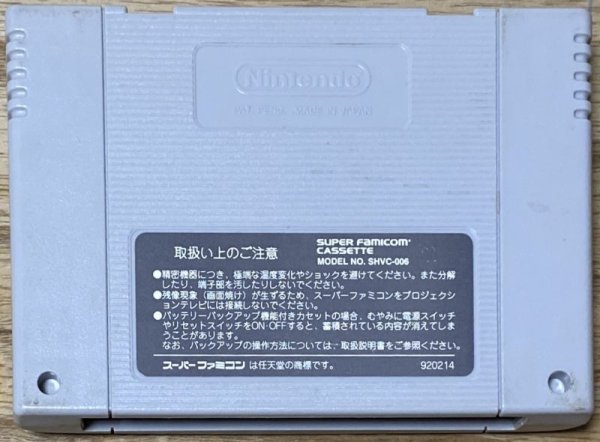 Nintendo
PAT. PEND. MADE IN JAPAN
取扱い上のご注意
SUPER FAMICOM
CASSETTE
MODEL NO. SHVC-006
●精密機器につき、極端な温度変化やショックを避けてください。また分解
したり、端子部を汚したりしないでください。
●残像現象（画面焼け）が生ずるため、スーパーファミコンをプロジェクシ
ョンテレビには接続しないでください。
●バッテリーバックアップ機能付きカセットの場合、むやみに電源スイッチ
やリセットスイッチをON·OFFすると、蓄積されている内容が消えてしま
うことがあります。
なお、バックアップの操作方法については、取扱説明書をご参照ください。
スーパーファミコンは任天堂の商標です。
920214